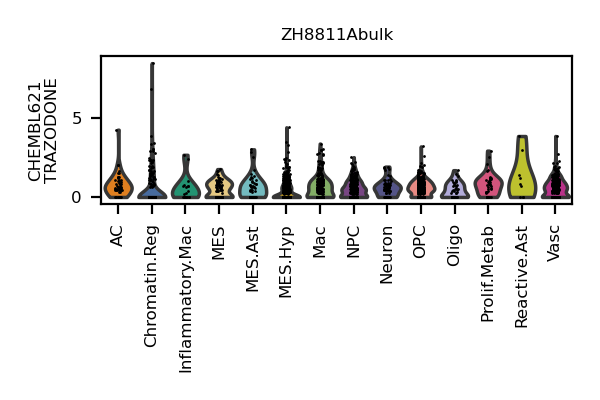 ZH8811Abulk
CHEMBL621
TRAZODONE
5
0
AC
Chromatin.Reg
Inflammatory.Mac
MES
MES.Ast
MES.Hyp
Mac
NPC
Neuron
OPC
Oligo
Prolif.Metab
Reactive.Ast
Vasc